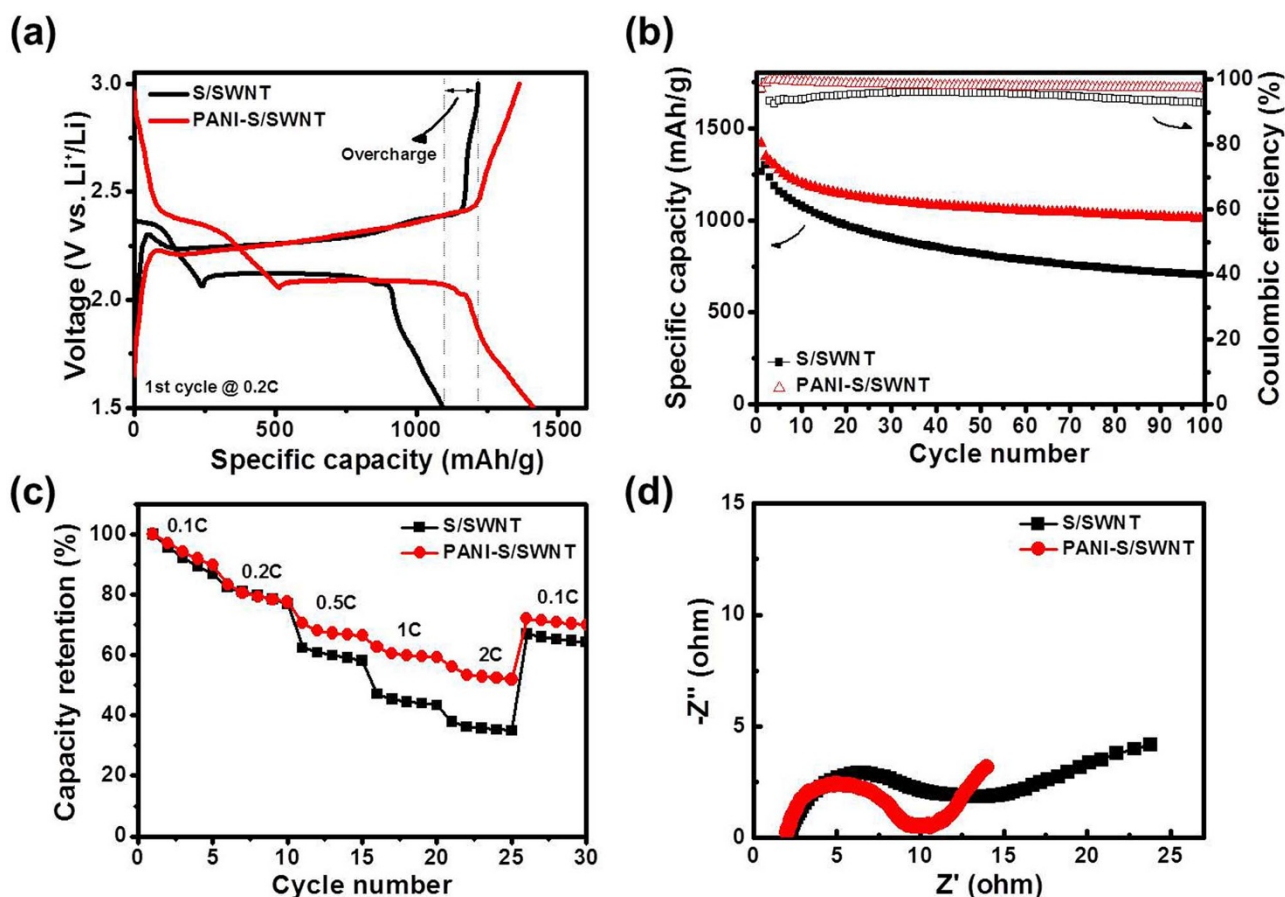 (a)
Voltage (V vs. Li⁺/Li)
3.0
2.5
2.0
1.5
S/SWNT
PANI-S/SWNT
Overcharge
1st cycle @ 0.2C
0 500 1000 1500
Specific capacity (mAh/g)
(b)
Specific capacity (mAh/g)
1500
1250
1000
750
500
250
0
S/SWNT
PANI-S/SWNT
100
80
60
40
20
0
Coulombic efficiency (%)
0 10 20 30 40 50 60 70 80 90 100
Cycle number
(c)
Capacity retention (%)
100
80
60
40
20
0
S/SWNT
PANI-S/SWNT
0.1C
0.2C
0.5C
1C
2C
0.1C
0 5 10 15 20 25 30
Cycle number
(d)
-Z'' (ohm)
15
10
5
0
S/SWNT
PANI-S/SWNT
0 5 10 15 20 25
Z' (ohm)